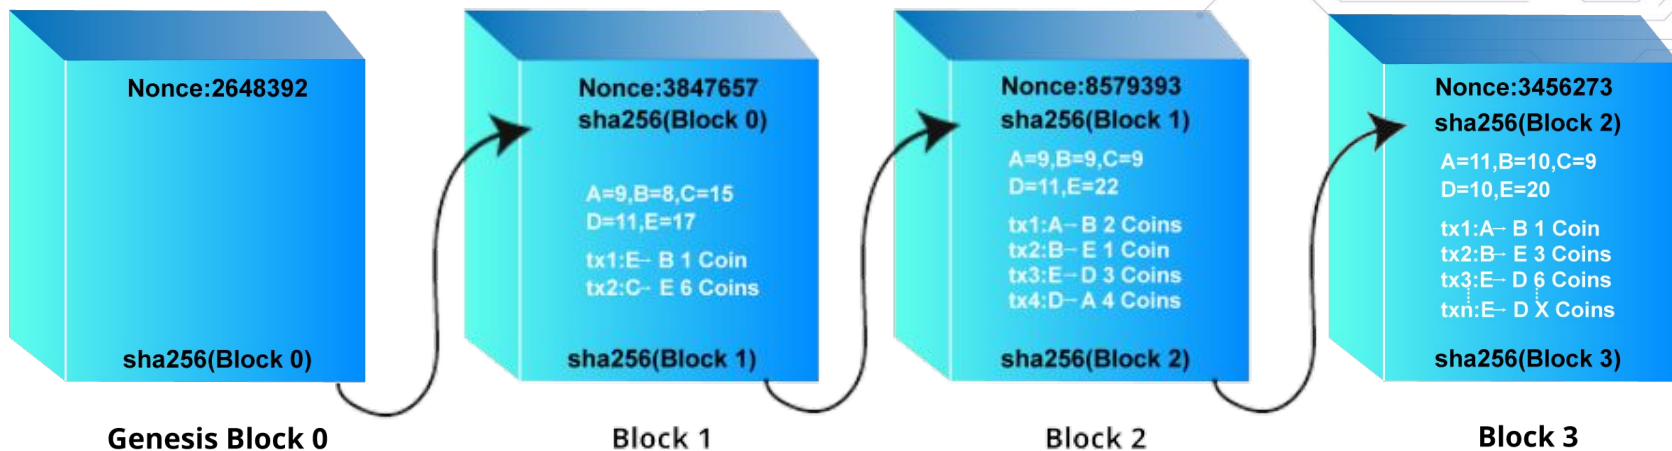 Nonce:2648392
sha256(Block 0)
Genesis Block 0
Nonce:3847657
sha256(Block 0)
A=9,B=8,C=15
D=11,E=17
tx1:E→ B 1 Coin
tx2:C→ E 6 Coins
sha256(Block 1)
Block 1
Nonce:8579393
sha256(Block 1)
A=9,B=9,C=9
D=11,E=22
tx1:A→ B 2 Coins
tx2:B→ E 1 Coin
tx3:E→ D 3 Coins
tx4:D→ A 4 Coins
sha256(Block 2)
Block 2
Nonce:3456273
sha256(Block 2)
A=11,B=10,C=9
D=10,E=20
tx1:A→ B 1 Coin
tx2:B→ E 3 Coins
tx3:E→ D 6 Coins
txn:E→ D X Coins
sha256(Block 3)
Block 3